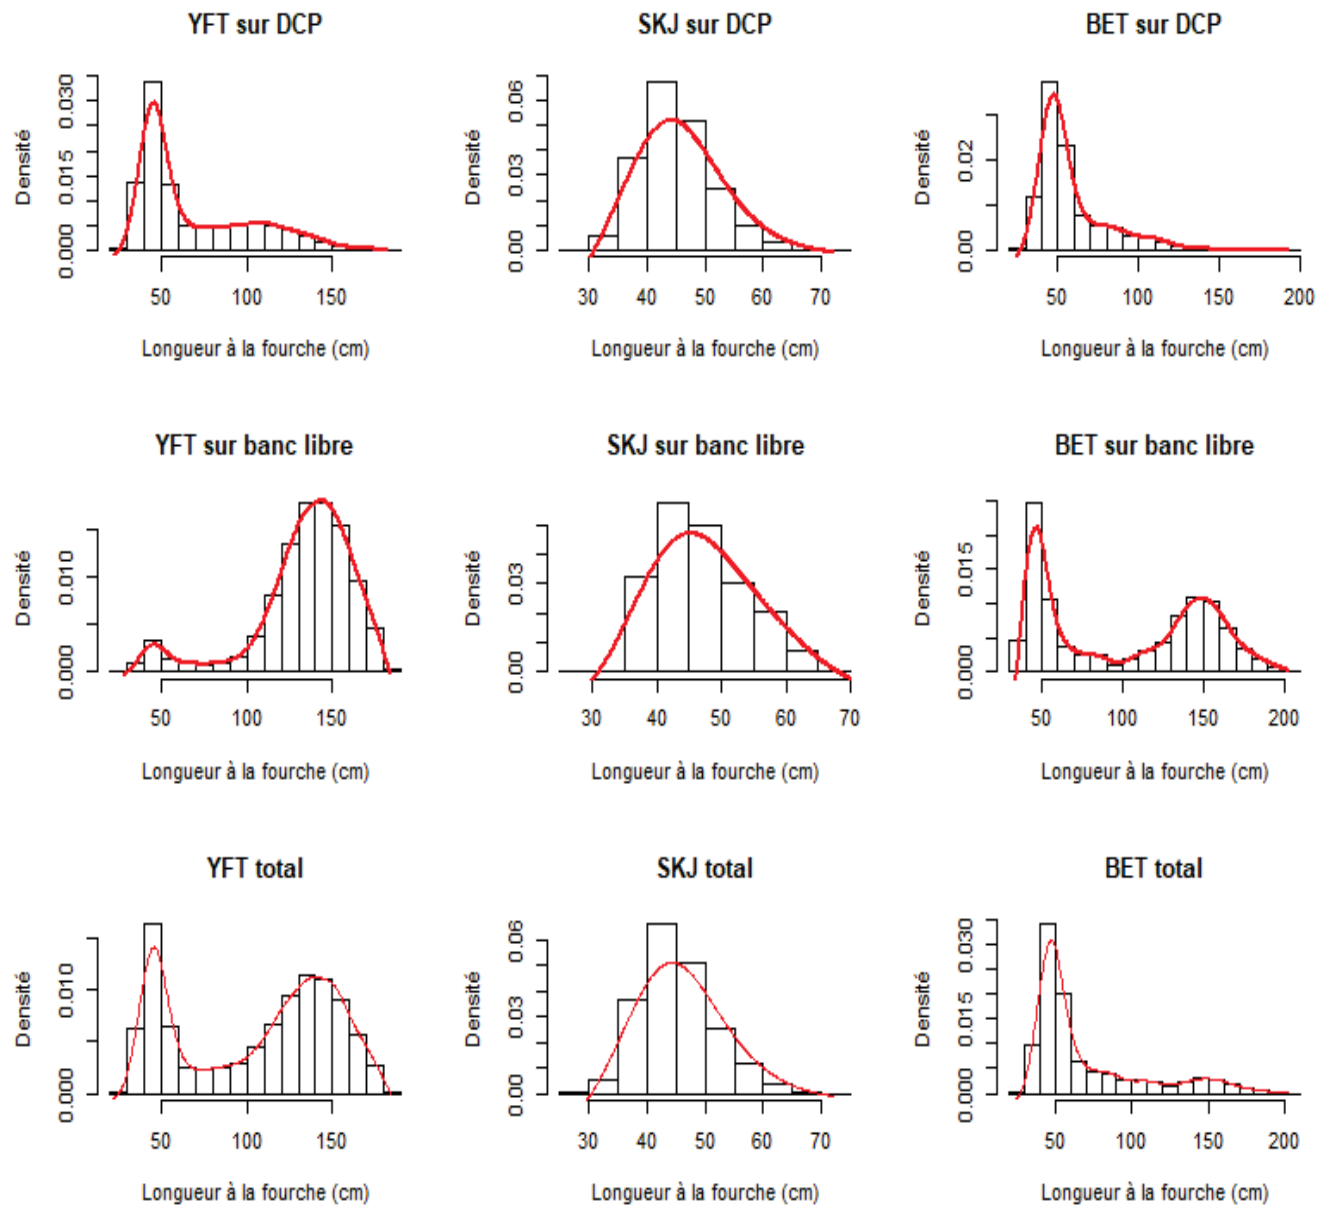 YFT sur DCP
SKJ sur DCP
BET sur DCP
Densité
0.000 0.015 0.030
50 100 150
Longueur à la fourche (cm)
Densité
0.00 0.03 0.06
30 40 50 60 70
Longueur à la fourche (cm)
Densité
0.00 0.02
50 100 150 200
Longueur à la fourche (cm)
YFT sur banc libre
SKJ sur banc libre
BET sur banc libre
Densité
0.000 0.010
50 100 150
Longueur à la fourche (cm)
Densité
0.00 0.03
30 40 50 60 70
Longueur à la fourche (cm)
Densité
0.000 0.015
50 100 150 200
Longueur à la fourche (cm)
YFT total
SKJ total
BET total
Densité
0.000 0.010
50 100 150
Longueur à la fourche (cm)
Densité
0.00 0.03 0.06
30 40 50 60 70
Longueur à la fourche (cm)
Densité
0.000 0.015 0.030
50 100 150 200
Longueur à la fourche (cm)